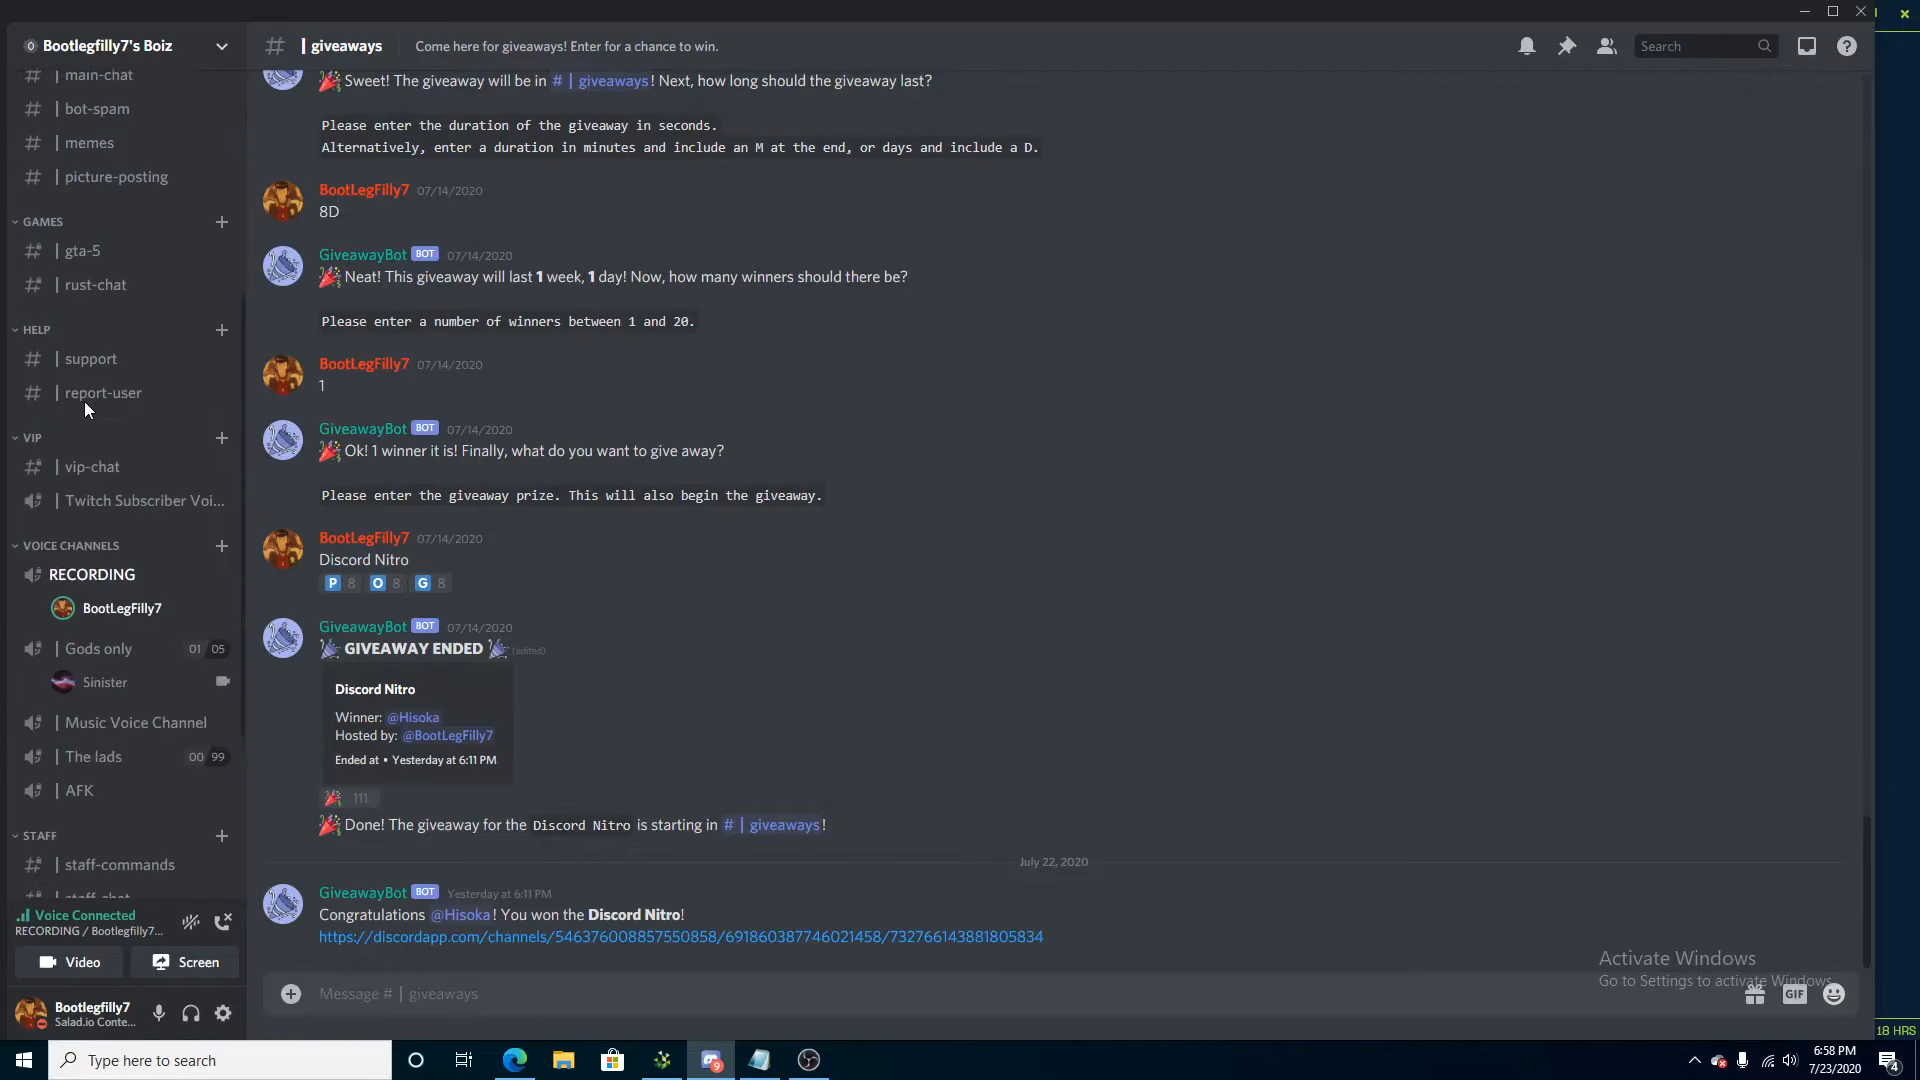 Bootlegfilly7's Boiz
main-chat
bot-spam
memes
picture-posting
GAMES
gta-5
rust-chat
HELP
support
report-user
VIP
vip-chat
Twitch Subscriber Voi...
VOICE CHANNELS
RECORDING
BootLegFilly7
Gods only 01 05
Sinister
Music Voice Channel
The lads 00 99
AFK
STAFF
staff-commands
staff-chat
Voice Connected
RECORDING / Bootlegfilly7...
Video Screen
Bootlegfilly7
Salad.io Conte...
# | giveaways Come here for giveaways! Enter for a chance to win. Search
Sweet! The giveaway will be in # | giveaways! Next, how long should the giveaway last?
Please enter the duration of the giveaway in seconds.
Alternatively, enter a duration in minutes and include an M at the end, or days and include a D.
BootLegFilly7 07/14/2020
8D
GiveawayBot BOT 07/14/2020
Neat! This giveaway will last 1 week, 1 day! Now, how many winners should there be?
Please enter a number of winners between 1 and 20.
BootLegFilly7 07/14/2020
1
GiveawayBot BOT 07/14/2020
Ok! 1 winner it is! Finally, what do you want to give away?
Please enter the giveaway prize. This will also begin the giveaway.
BootLegFilly7 07/14/2020
Discord Nitro
P 8 O 8 G 8
GiveawayBot BOT 07/14/2020
GIVEAWAY ENDED (edited)
Discord Nitro
Winner: @Hisoka
Hosted by: @BootLegFilly7
Ended at • Yesterday at 6:11 PM
111
Done! The giveaway for the Discord Nitro is starting in # | giveaways!
July 22, 2020
GiveawayBot BOT Yesterday at 6:11 PM
Congratulations @Hisoka! You won the Discord Nitro!
https://discordapp.com/channels/546376008857550858/691860387746021458/732766143881805834
Message # | giveaways
GIF
Activate Windows
Go to Settings to activate Windows.
18 HRS
Type here to search
9
6:58 PM
7/23/2020
4